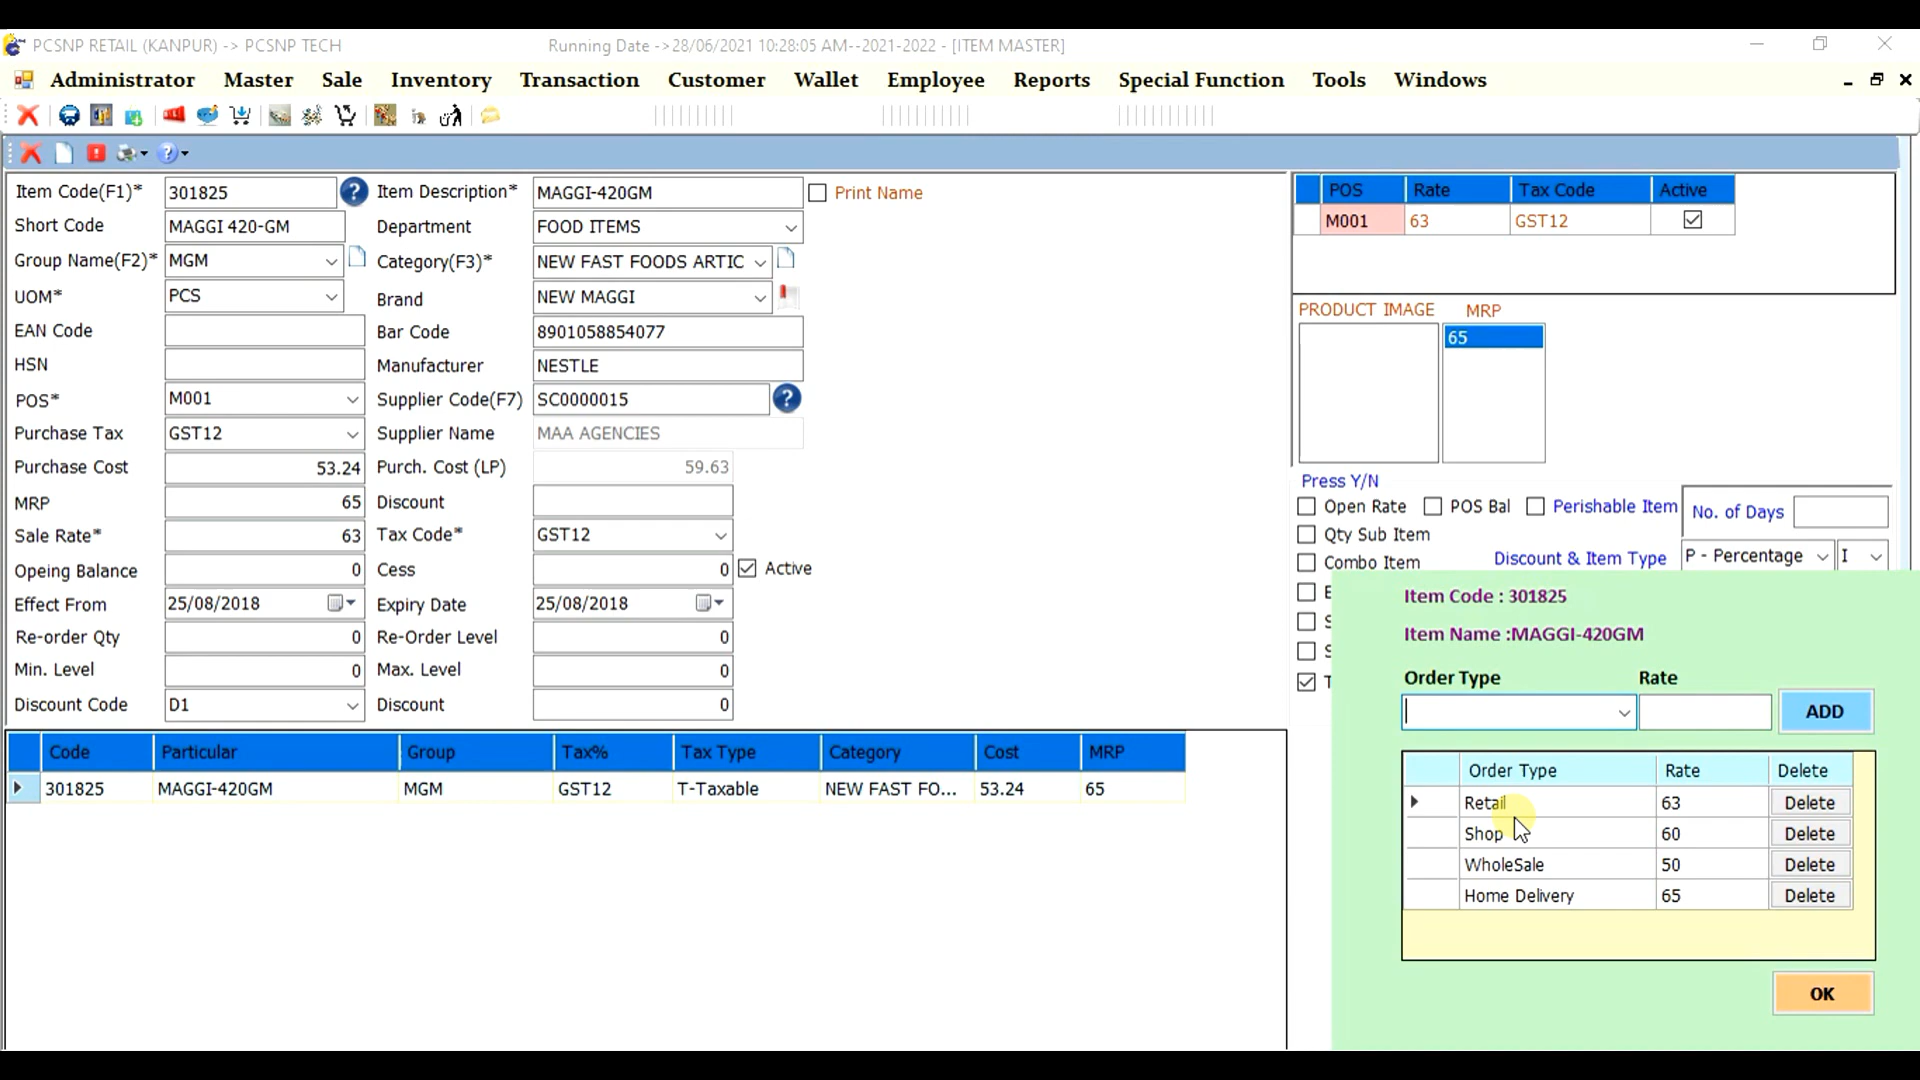 PCSNP RETAIL (KANPUR) -> PCSNP TECH Running Date ->28/06/2021 10:28:05 AM--2021-2022 - [ITEM MASTER]
Administrator Master Sale Inventory Transaction Customer Wallet Employee Reports Special Function Tools Windows
Item Code(F1)* 301825 Item Description* MAGGI-420GM Print Name
Short Code MAGGI 420-GM Department FOOD ITEMS
Group Name(F2)* MGM Category(F3)* NEW FAST FOODS ARTIC
UOM* PCS Brand NEW MAGGI
EAN Code Bar Code 8901058854077
HSN Manufacturer NESTLE
POS* M001 Supplier Code(F7) SC0000015
Purchase Tax GST12 Supplier Name MAA AGENCIES
Purchase Cost 53.24 Purch. Cost (LP) 59.63
MRP 65 Discount
Sale Rate* 63 Tax Code* GST12
Opeing Balance 0 Cess 0 Active
Effect From 25/08/2018 Expiry Date 25/08/2018
Re-order Qty 0 Re-Order Level 0
Min. Level 0 Max. Level 0
Discount Code D1 Discount 0
Code Particular Group Tax% Tax Type Category Cost MRP
301825 MAGGI-420GM MGM GST12 T-Taxable NEW FAST FO... 53.24 65
POS Rate Tax Code Active
M001 63 GST12
PRODUCT IMAGE MRP
65
Press Y/N
Open Rate POS Bal Perishable Item No. of Days
Qty Sub Item
Combo Item Discount & Item Type P - Percentage I
Item Code : 301825
Item Name :MAGGI-420GM
Order Type Rate
ADD
Order Type Rate Delete
Retail 63 Delete
Shop 60 Delete
WholeSale 50 Delete
Home Delivery 65 Delete
OK